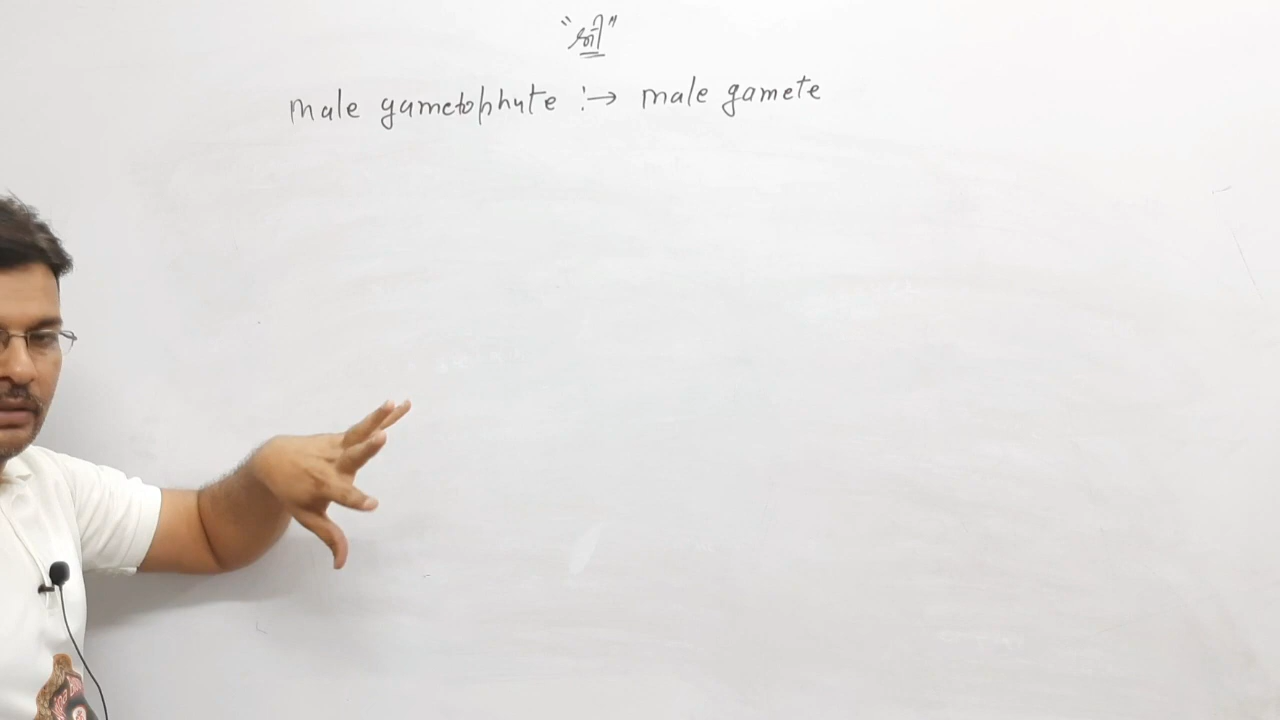 "श्री"
male gametophyte :→ male gamete